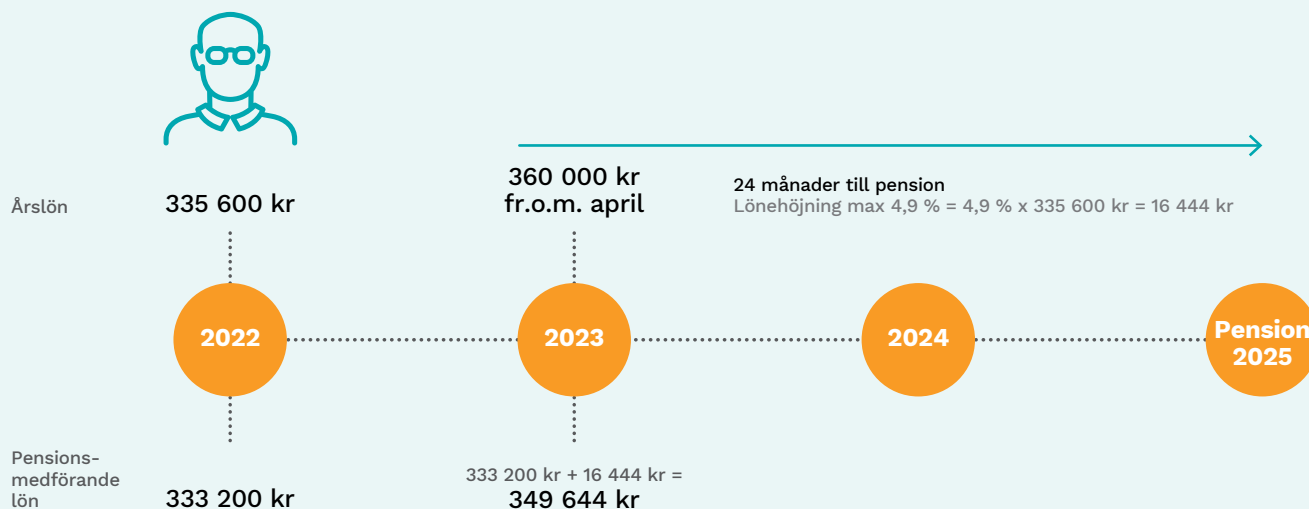 Årslön
335 600 kr
360 000 kr
fr.o.m. april
24 månader till pension
Lönehöjning max 4,9 % = 4,9 % x 335 600 kr = 16 444 kr
2022
2023
2024
Pension
2025
Pensions-
medförande
lön
333 200 kr
333 200 kr + 16 444 kr =
349 644 kr